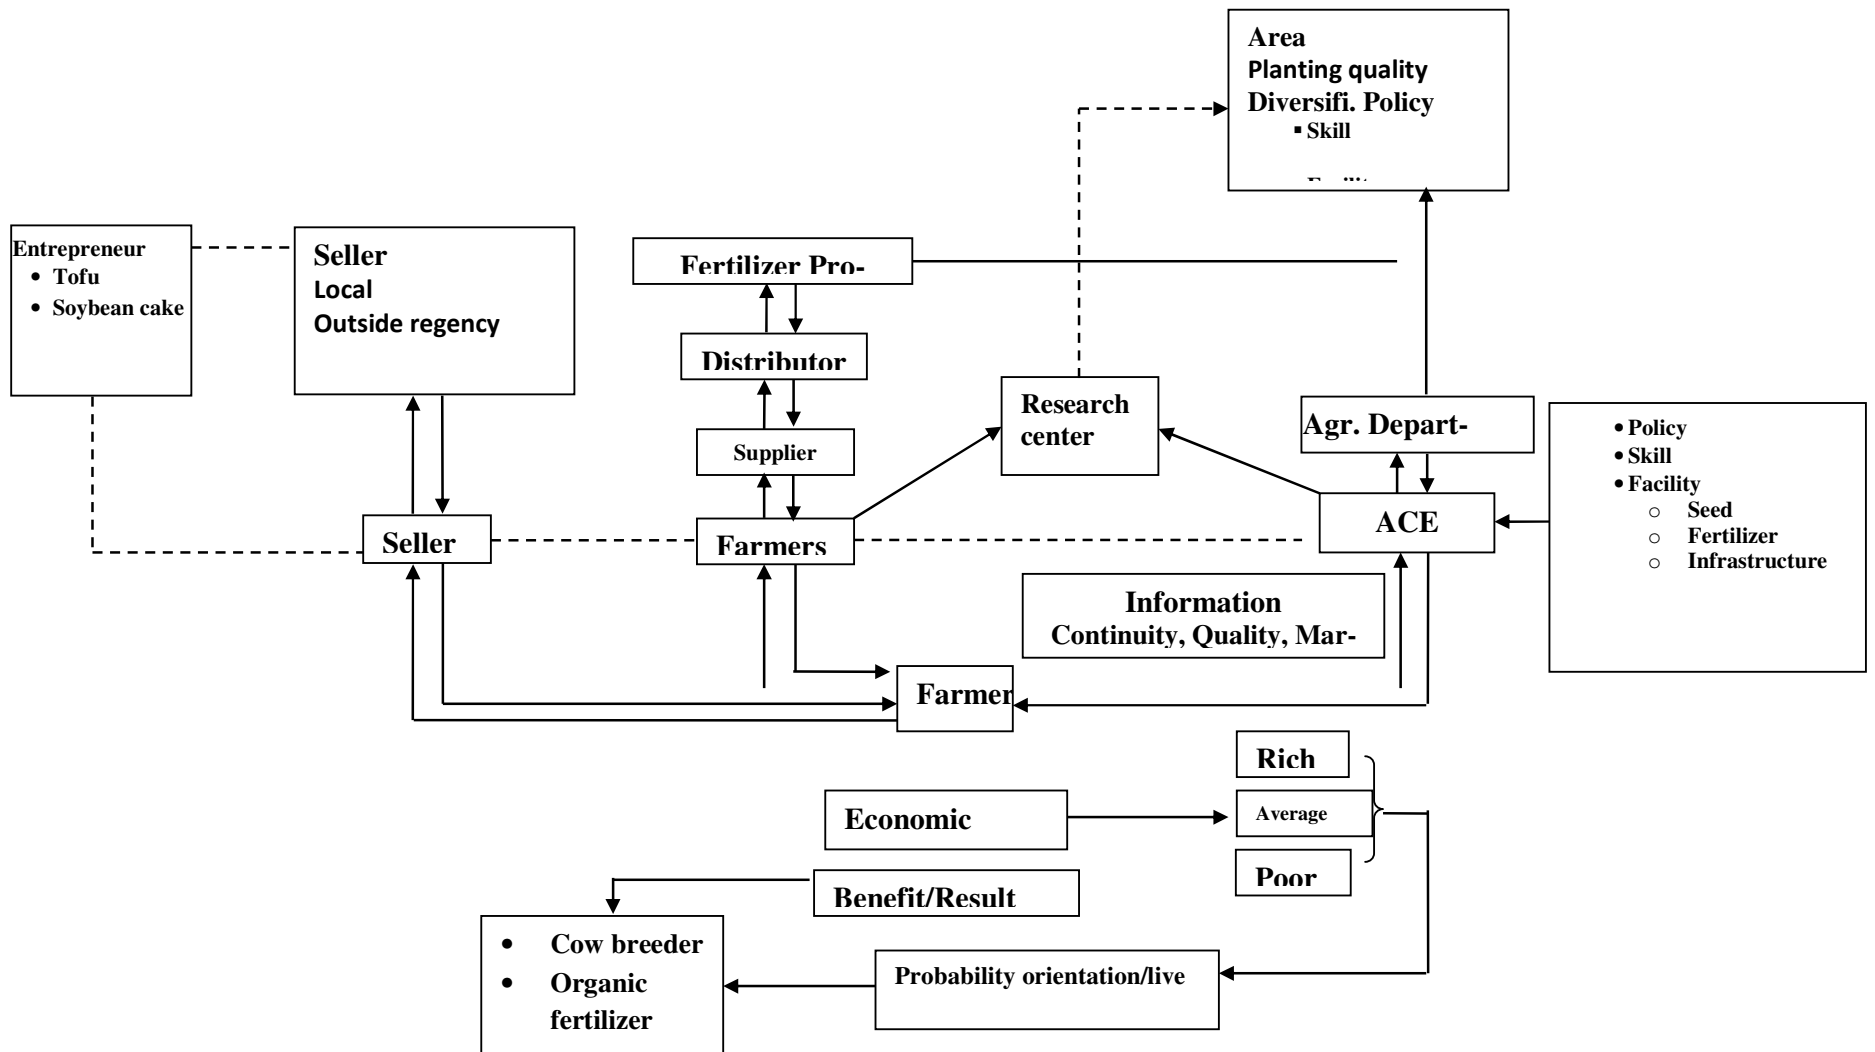 Area
Planting quality
Diversifi. Policy
▪ Skill
Entrepreneur
• Tofu
• Soybean cake
Seller
Local
Outside regency
Fertilizer Pro-
Distributor
Supplier
Research
center
Agr. Depart-
• Policy
• Skill
• Facility
o Seed
o Fertilizer
o Infrastructure
Seller
Farmers
ACE
Information
Continuity, Quality, Mar-
Farmer
Rich
Average
Poor
Economic
Benefit/Result
• Cow breeder
• Organic
fertilizer
Probability orientation/live